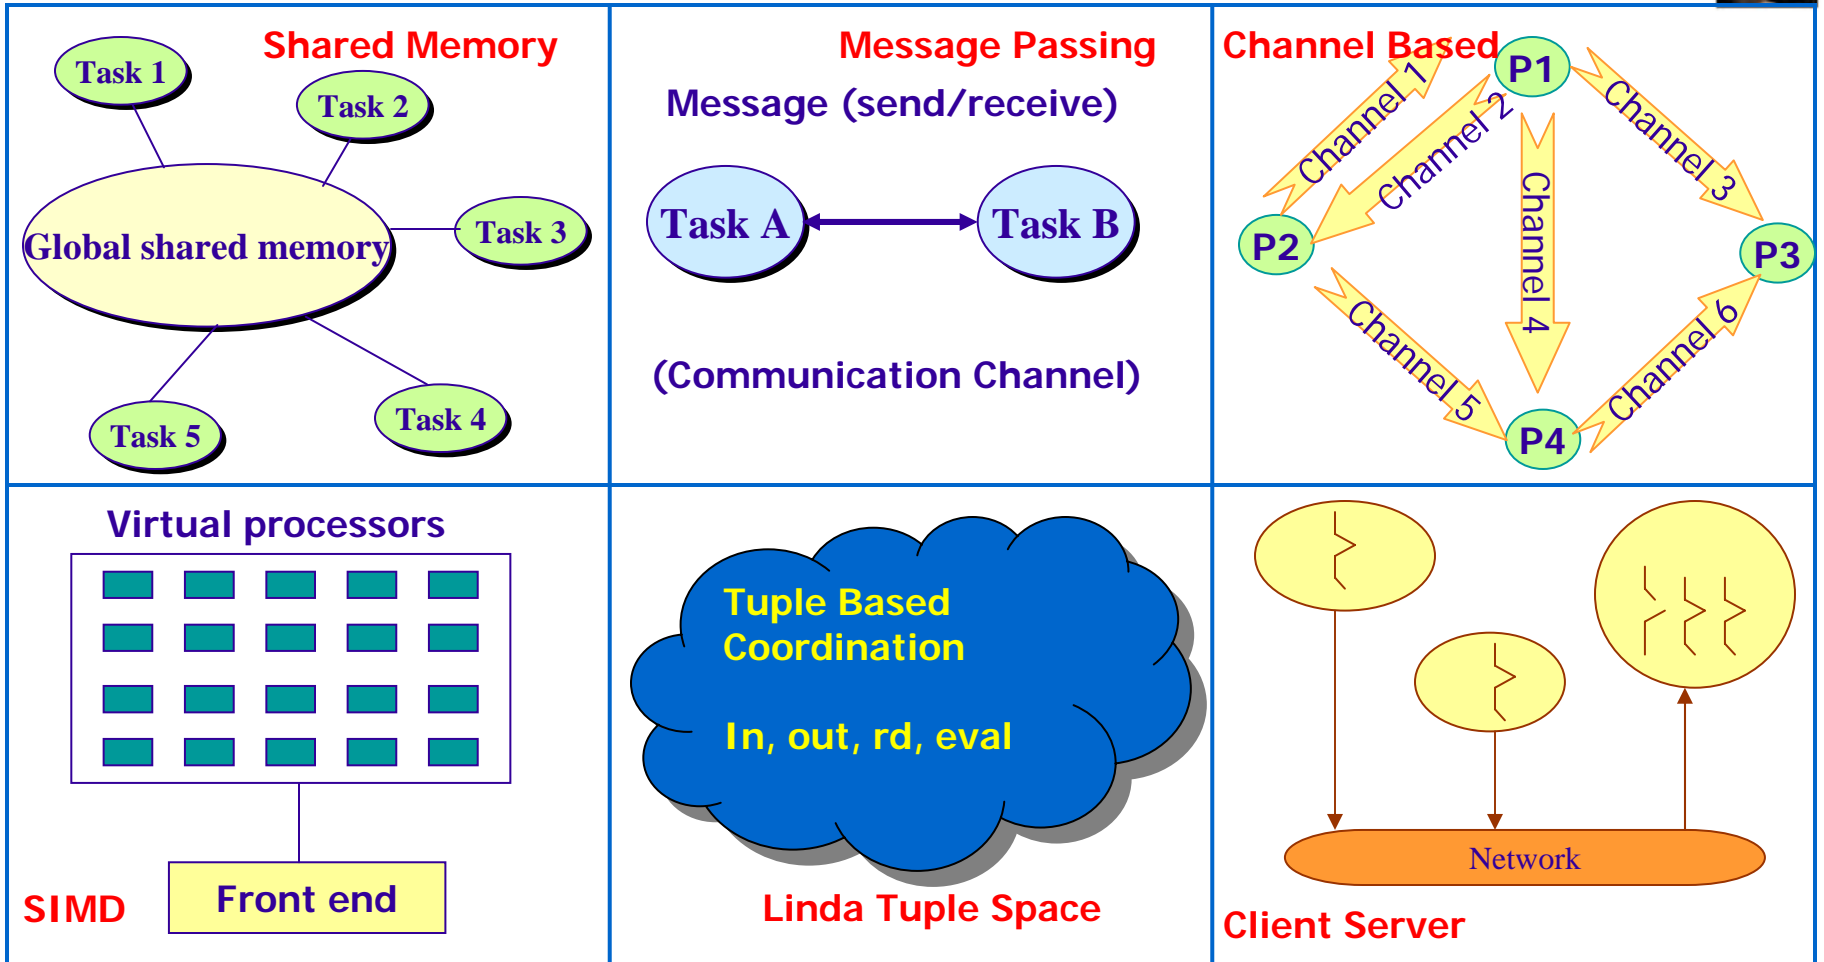 Shared Memory
Task 1
Task 2
Global shared memory
Task 3
Task 4
Task 5
Message Passing
Message (send/receive)
Task A
Task B
(Communication Channel)
Channel Based
P1
Channel 1
Channel 2
Channel 3
Channel 4
P2
P3
Channel 5
Channel 6
P4
Virtual processors
Front end
SIMD
Tuple Based
Coordination
In, out, rd, eval
Linda Tuple Space
Network
Client Server